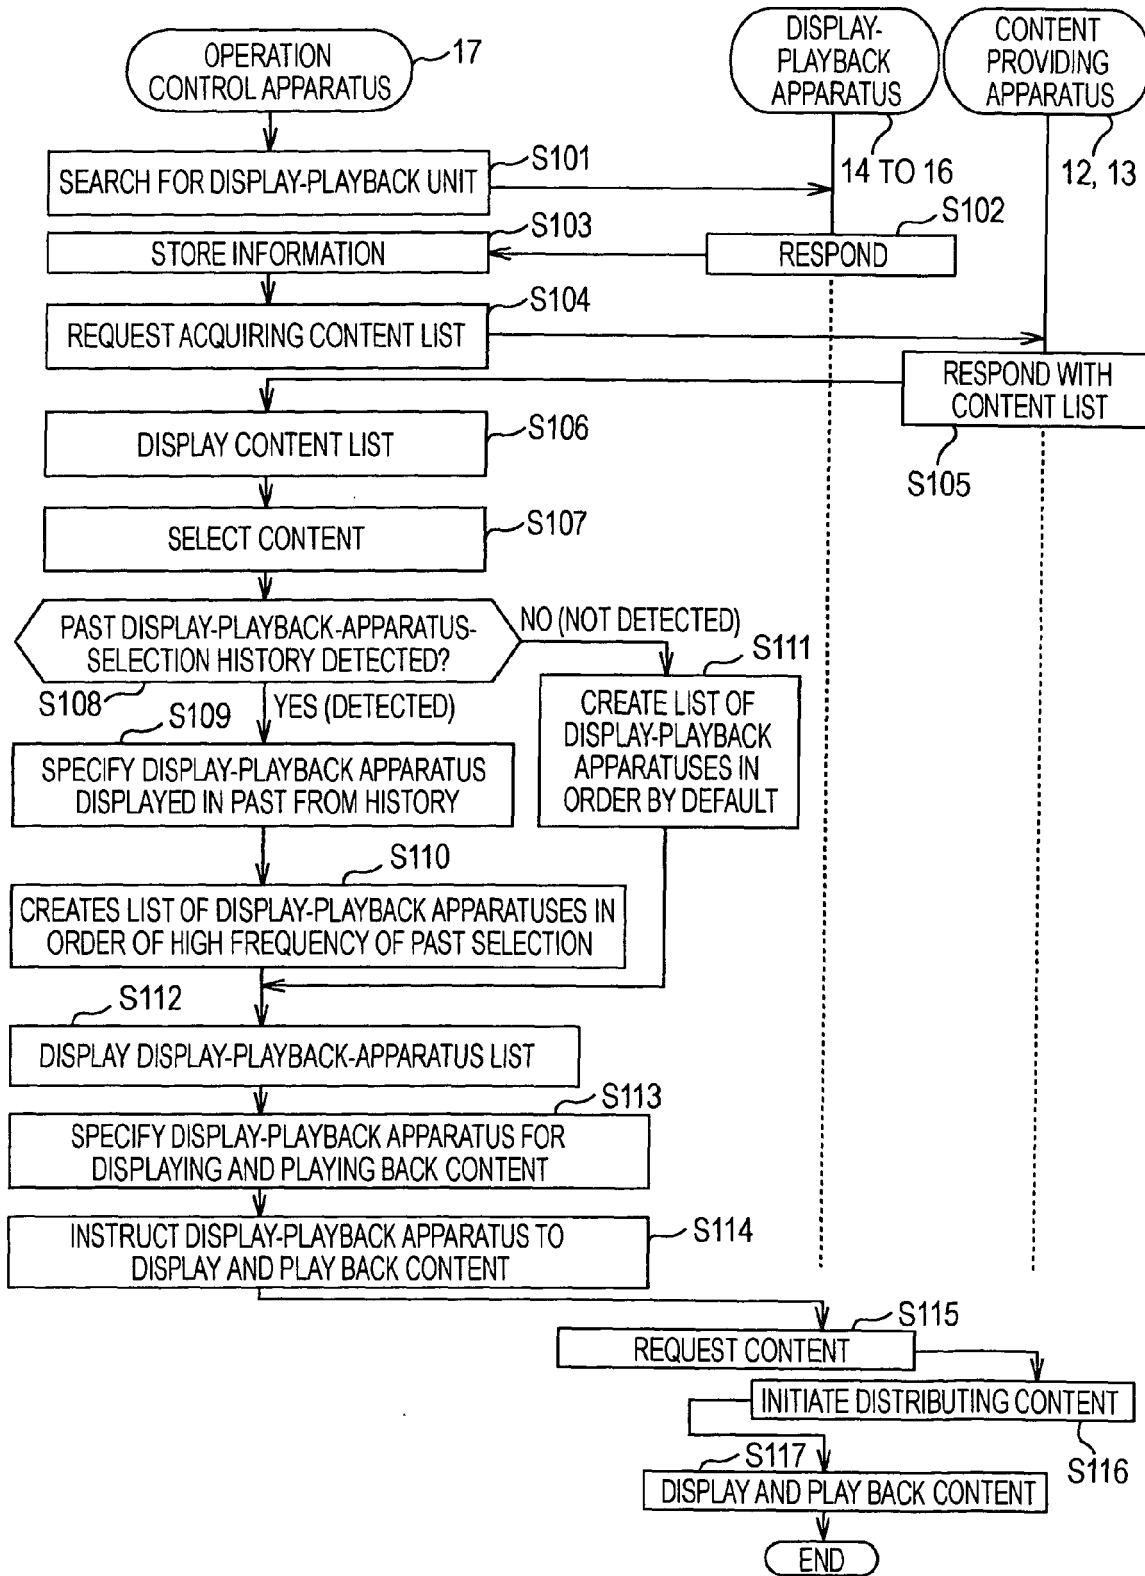 OPERATION
CONTROL APPARATUS
17
DISPLAY-
PLAYBACK
APPARATUS
14 TO 16
CONTENT
PROVIDING
APPARATUS
12, 13
SEARCH FOR DISPLAY-PLAYBACK UNIT
S101
S102
RESPOND
STORE INFORMATION
S103
REQUEST ACQUIRING CONTENT LIST
S104
RESPOND WITH
CONTENT LIST
S105
DISPLAY CONTENT LIST
S106
SELECT CONTENT
S107
PAST DISPLAY-PLAYBACK-APPARATUS-
SELECTION HISTORY DETECTED?
S108
NO (NOT DETECTED)
YES (DETECTED)
S111
CREATE LIST OF
DISPLAY-PLAYBACK
APPARATUSES IN
ORDER BY DEFAULT
S109
SPECIFY DISPLAY-PLAYBACK APPARATUS
DISPLAYED IN PAST FROM HISTORY
S110
CREATES LIST OF DISPLAY-PLAYBACK APPARATUSES IN
ORDER OF HIGH FREQUENCY OF PAST SELECTION
S112
DISPLAY DISPLAY-PLAYBACK-APPARATUS LIST
S113
SPECIFY DISPLAY-PLAYBACK APPARATUS FOR
DISPLAYING AND PLAYING BACK CONTENT
INSTRUCT DISPLAY-PLAYBACK APPARATUS TO
DISPLAY AND PLAY BACK CONTENT
S114
S115
REQUEST CONTENT
INITIATE DISTRIBUTING CONTENT
S116
S117
DISPLAY AND PLAY BACK CONTENT
END